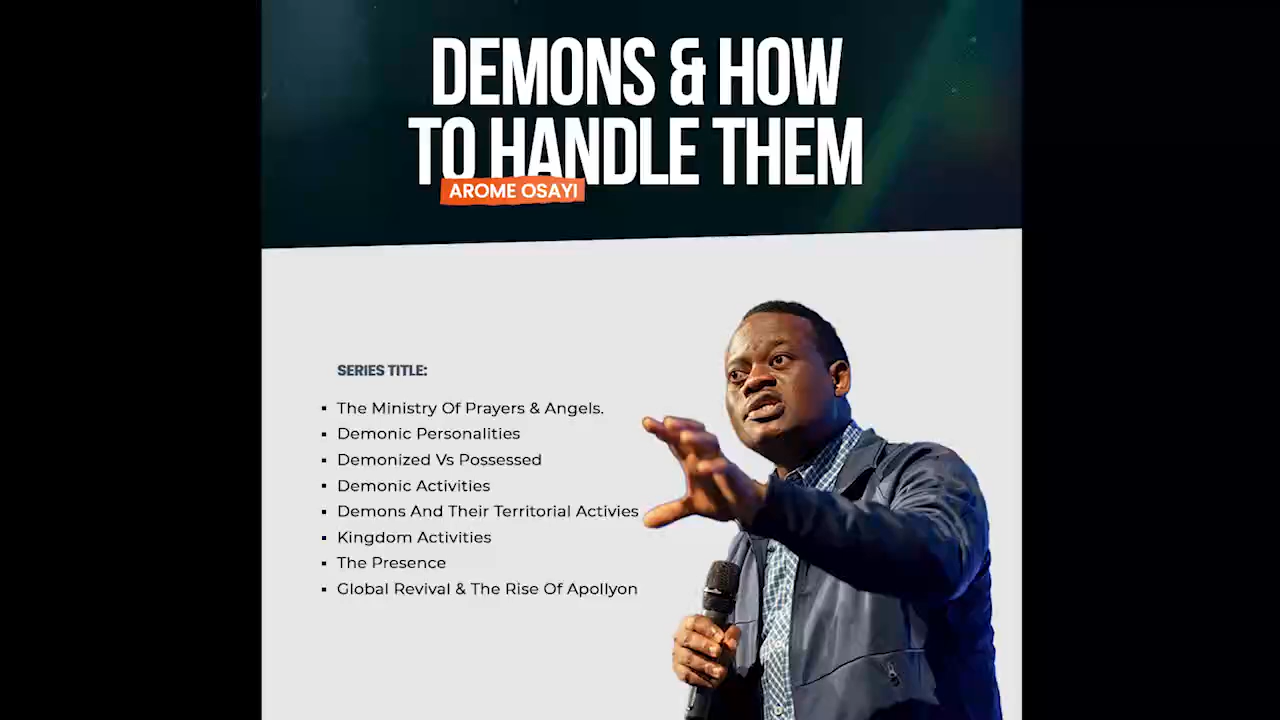 DEMONS & HOW
TO HANDLE THEM
AROME OSAYI
SERIES TITLE:
▪ The Ministry Of Prayers & Angels.
▪ Demonic Personalities
▪ Demonized Vs Possessed
▪ Demonic Activities
▪ Demons And Their Territorial Activies
▪ Kingdom Activities
▪ The Presence
▪ Global Revival & The Rise Of Apollyon